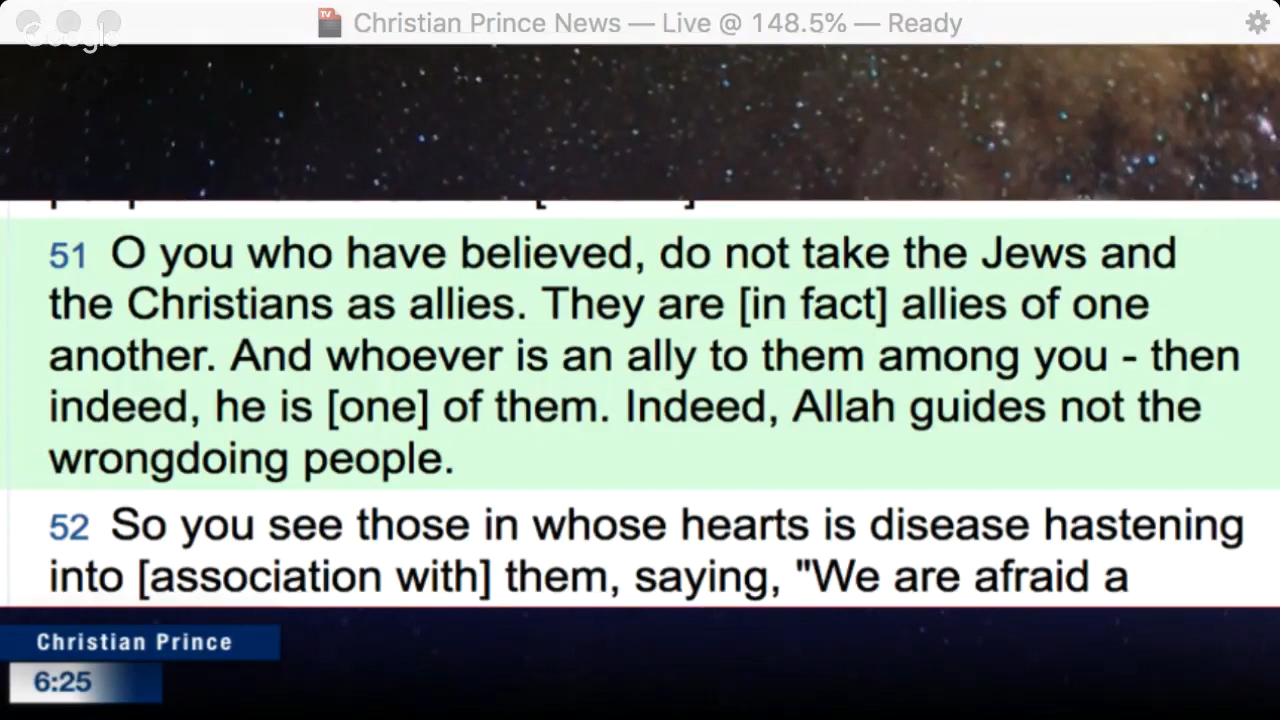 Christian Prince News — Live @ 148.5% — Ready
Google
TV
51 O you who have believed, do not take the Jews and
the Christians as allies. They are [in fact] allies of one
another. And whoever is an ally to them among you - then
indeed, he is [one] of them. Indeed, Allah guides not the
wrongdoing people.
52 So you see those in whose hearts is disease hastening
into [association with] them, saying, "We are afraid a
Christian Prince
6:25